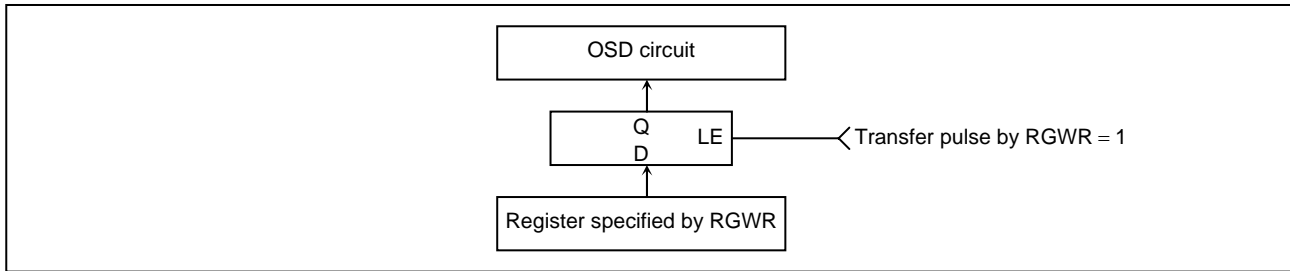 OSD circuit
Q
LE
D
Transfer pulse by RGWR = 1
Register specified by RGWR